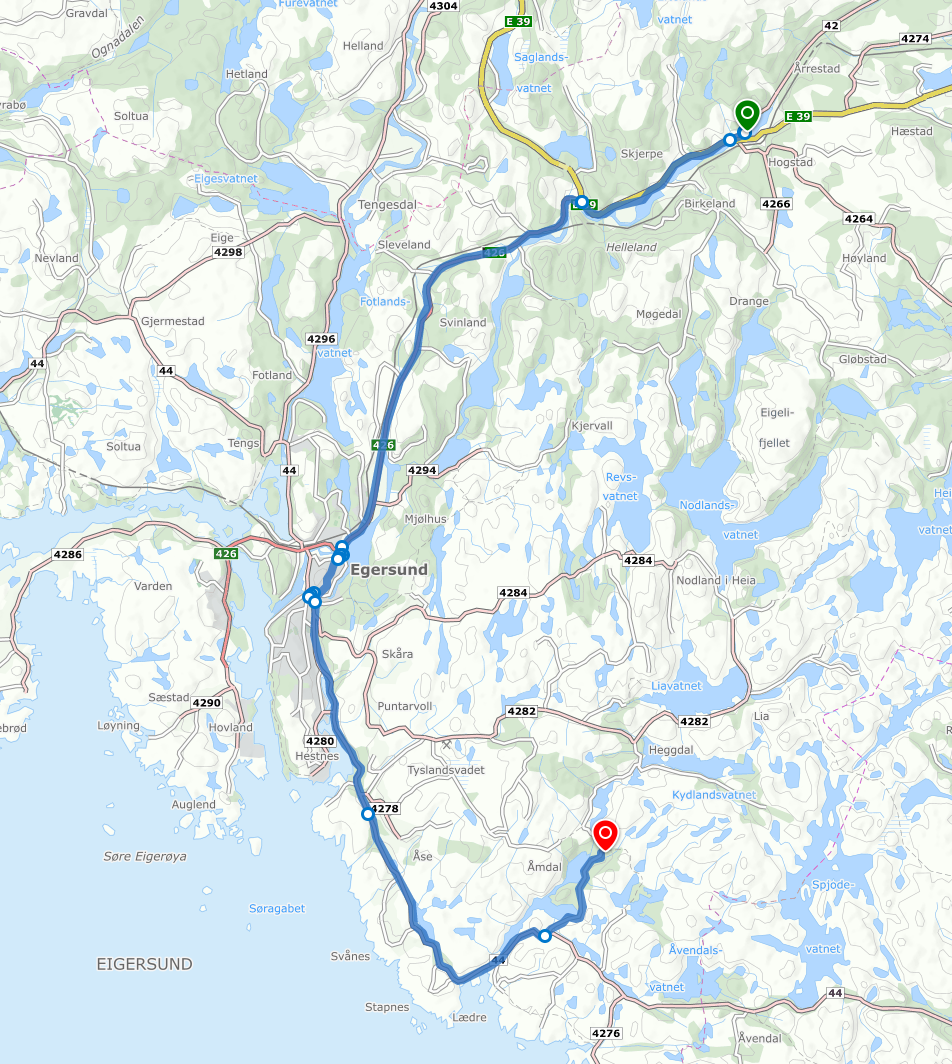 Gravdal
Furevatnet
4304
E 39
vatnet
42
4274
Ognadalen
Helland
Saglands-
vatnet
Årrestad
Hetland
E 39
Soltua
Hæstad
Skjerpe
Hogstad
Eigesvatnet
Tengesdal
Birkeland
4266
4264
Eige
4298
Sleveland
Helleland
Nevland
Høyland
Fotlands-
vatnet
Drange
Gjermestad
Svinland
Møgedal
4296
44
44
Fotland
Gløbstad
Eigeli-
fjellet
Soltua
Tengs
426
Kjervall
44
4294
Revs-
vatnet
Nodlands-
vatnet
Mjølhus
4286
426
Egersund
4284
Varden
4284
Nodland i Heia
Skåra
Sæstad
4290
Liavatnet
Løyning
Hovland
Puntarvoll
4282
4282
Lia
4280
Hestnes
Heggdal
Tyslandsvadet
Auglend
4278
Kydlandsvatnet
Søre Eigerøya
Åse
Åmdal
Spjode-
vatnet
Søragabet
EIGERSUND
Svånes
44
Åvendals-
vatnet
Stapnes
Lædre
44
4276
Åvendal